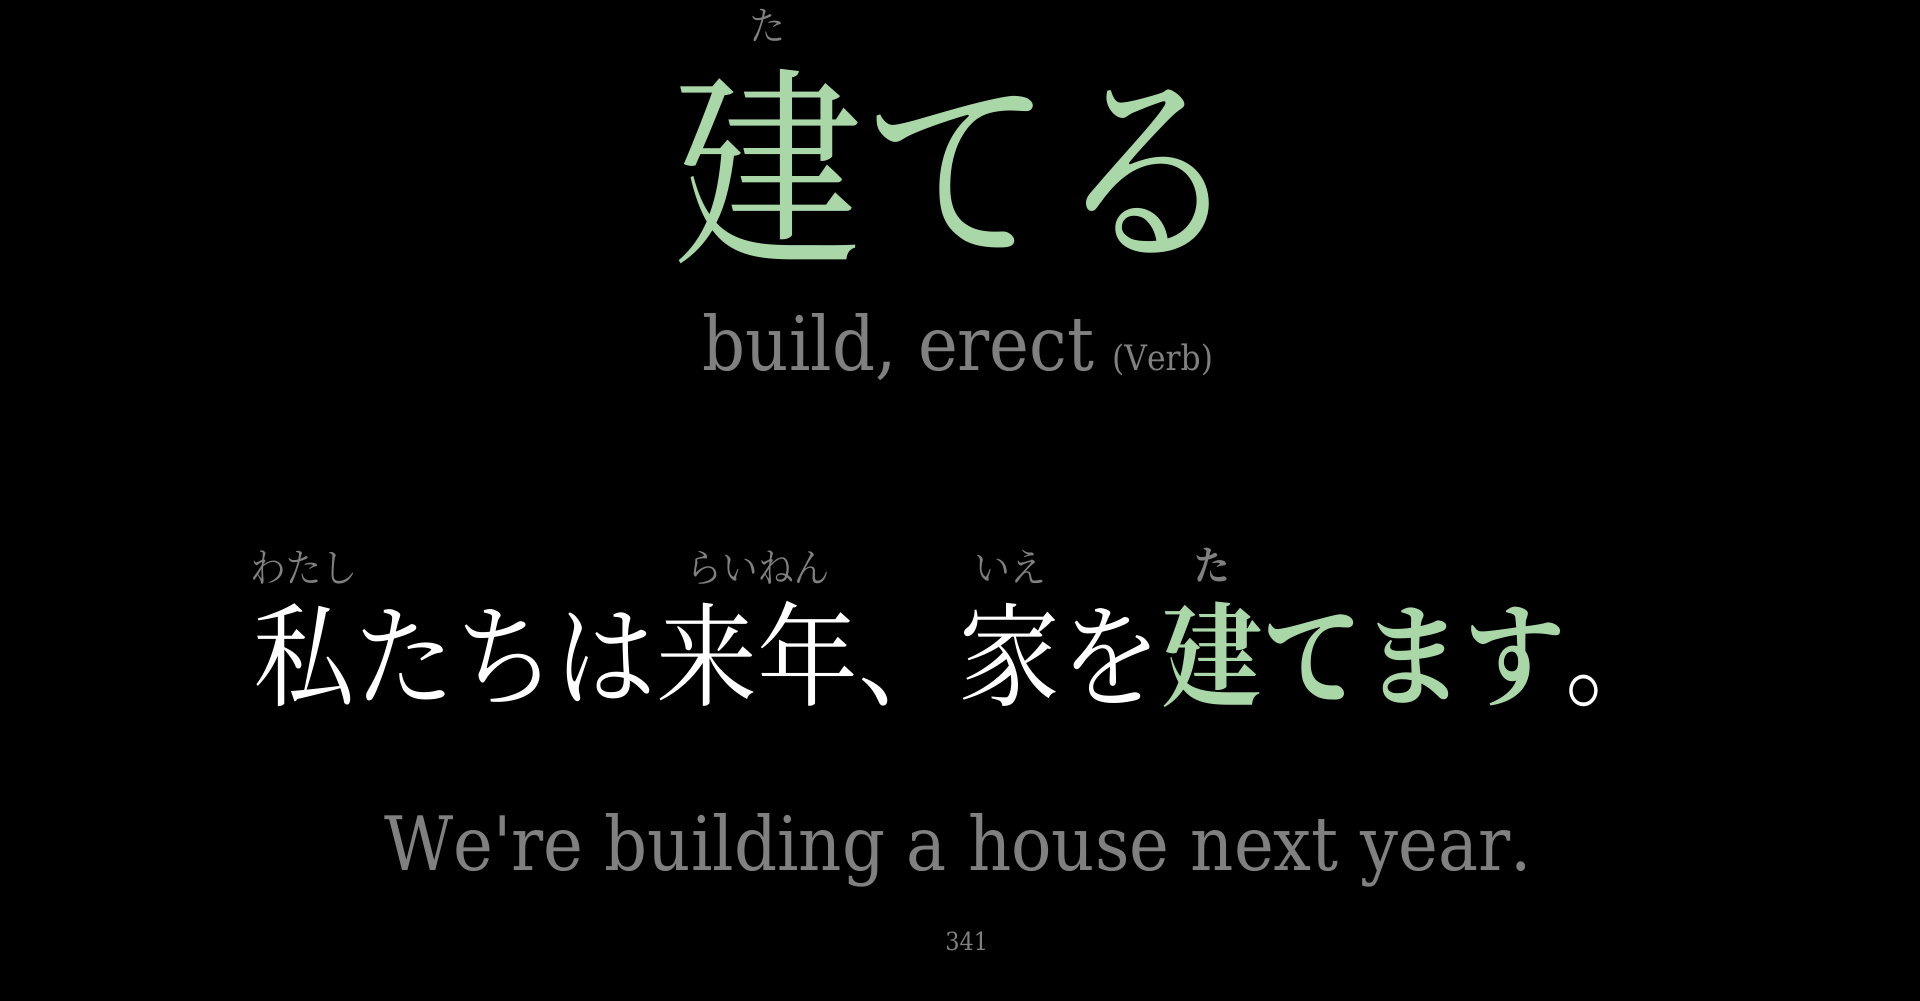 た
建てる
build, erect (Verb)
わたし らいねん いえ た
私たちは来年、家を建てます。
We're building a house next year.
341